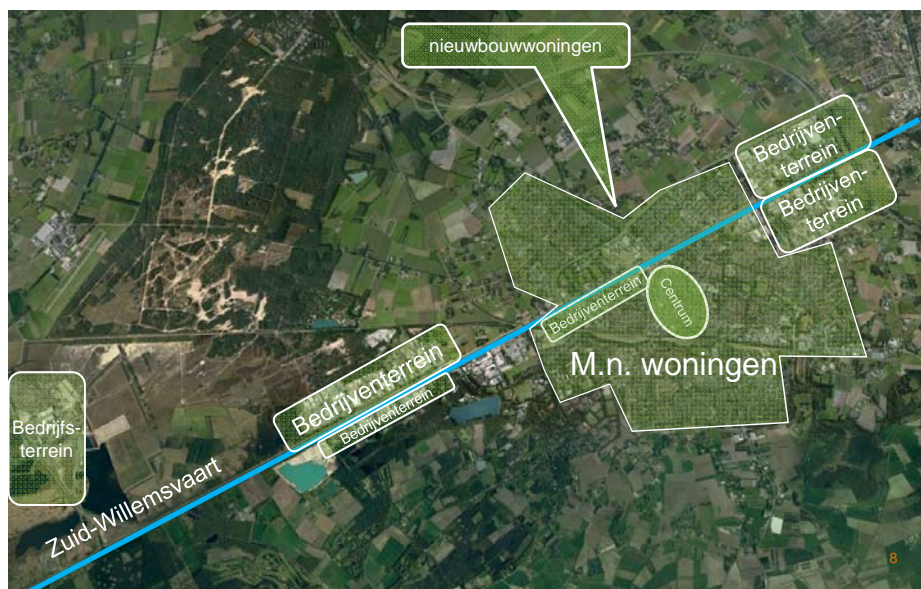 nieuwbouwwoningen
Bedrijven-
terrein
Bedrijven-
terrein
Bedrijventerrein
Centrum
M.n. woningen
Bedrijventerrein
Bedrijventerrein
Bedrijfs-
terrein
Zuid-Willemsvaart
8